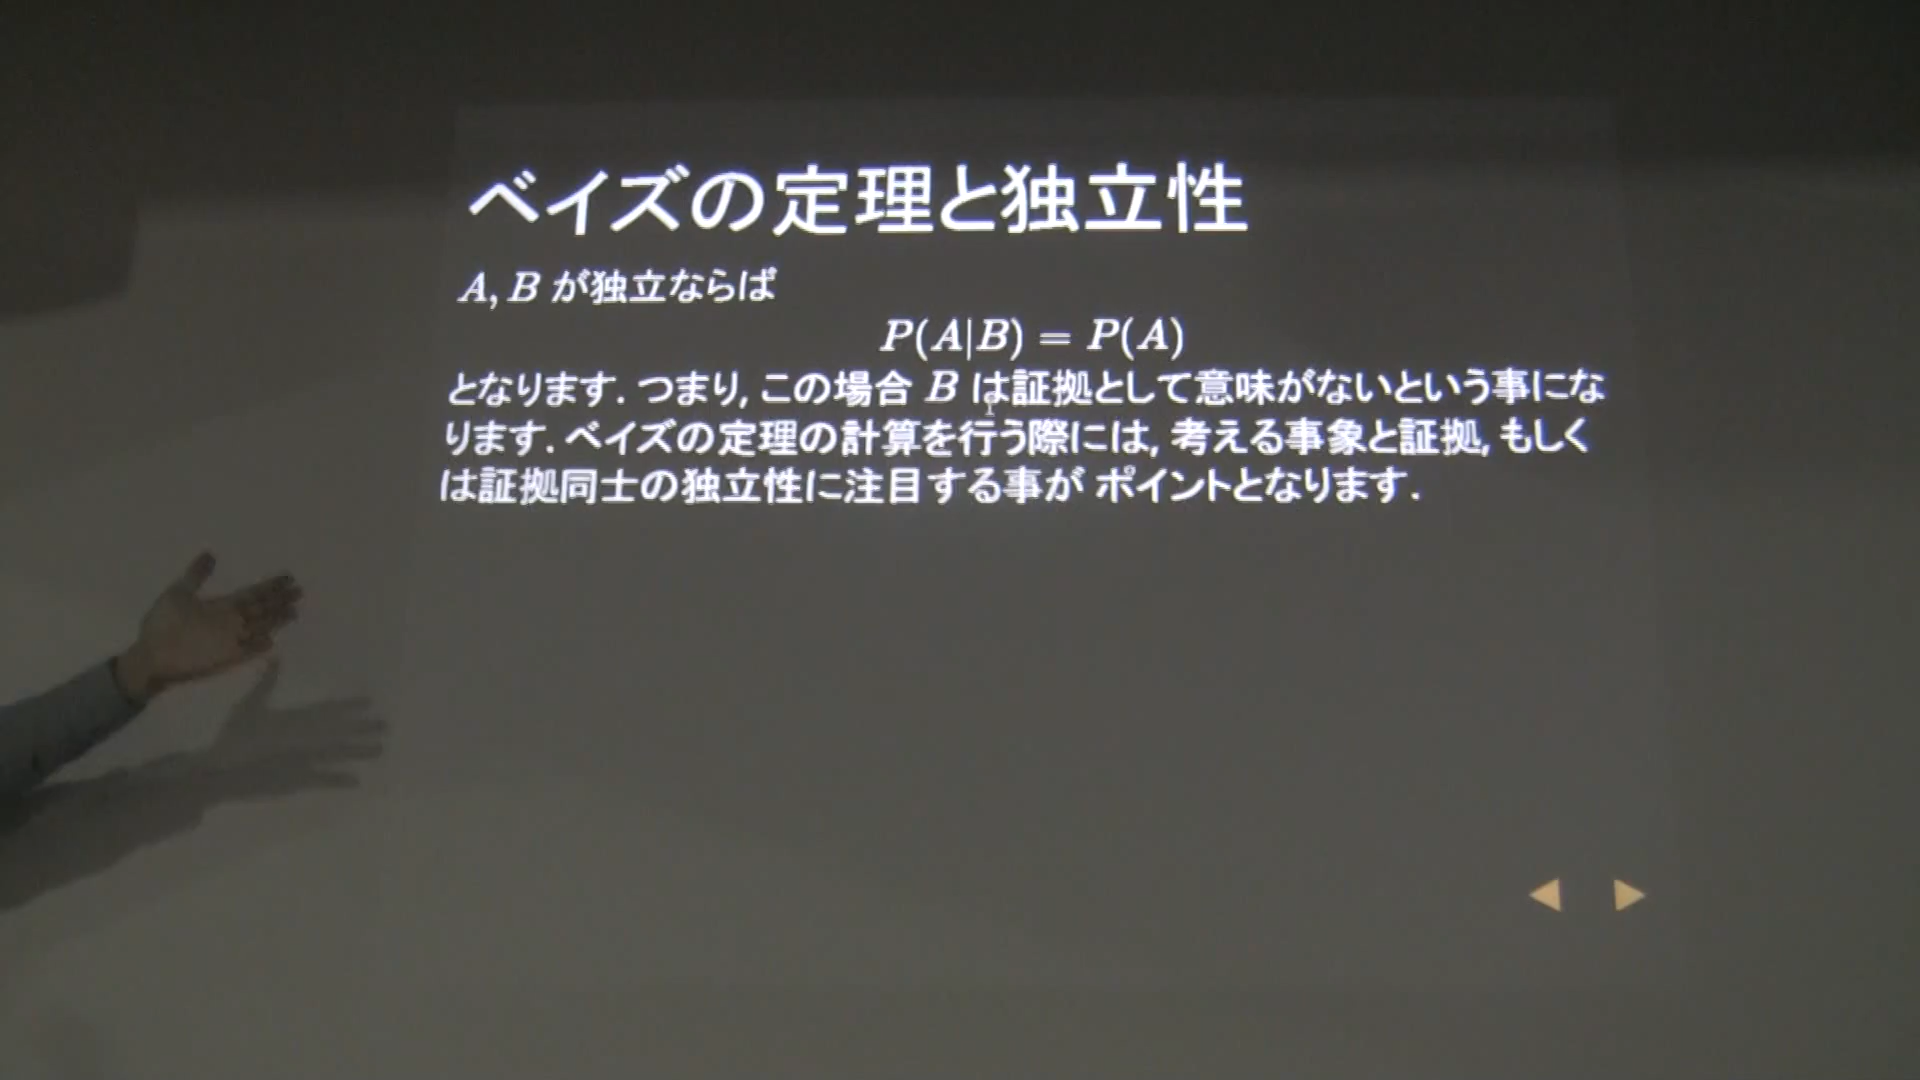 ベイズの定理と独立性
A, B が独立ならば
P(A|B) = P(A)
となります. つまり, この場合 B は証拠として意味がないという事にな
ります. ベイズの定理の計算を行う際には, 考える事象と証拠, もしく
は証拠同士の独立性に注目する事が ポイントとなります.